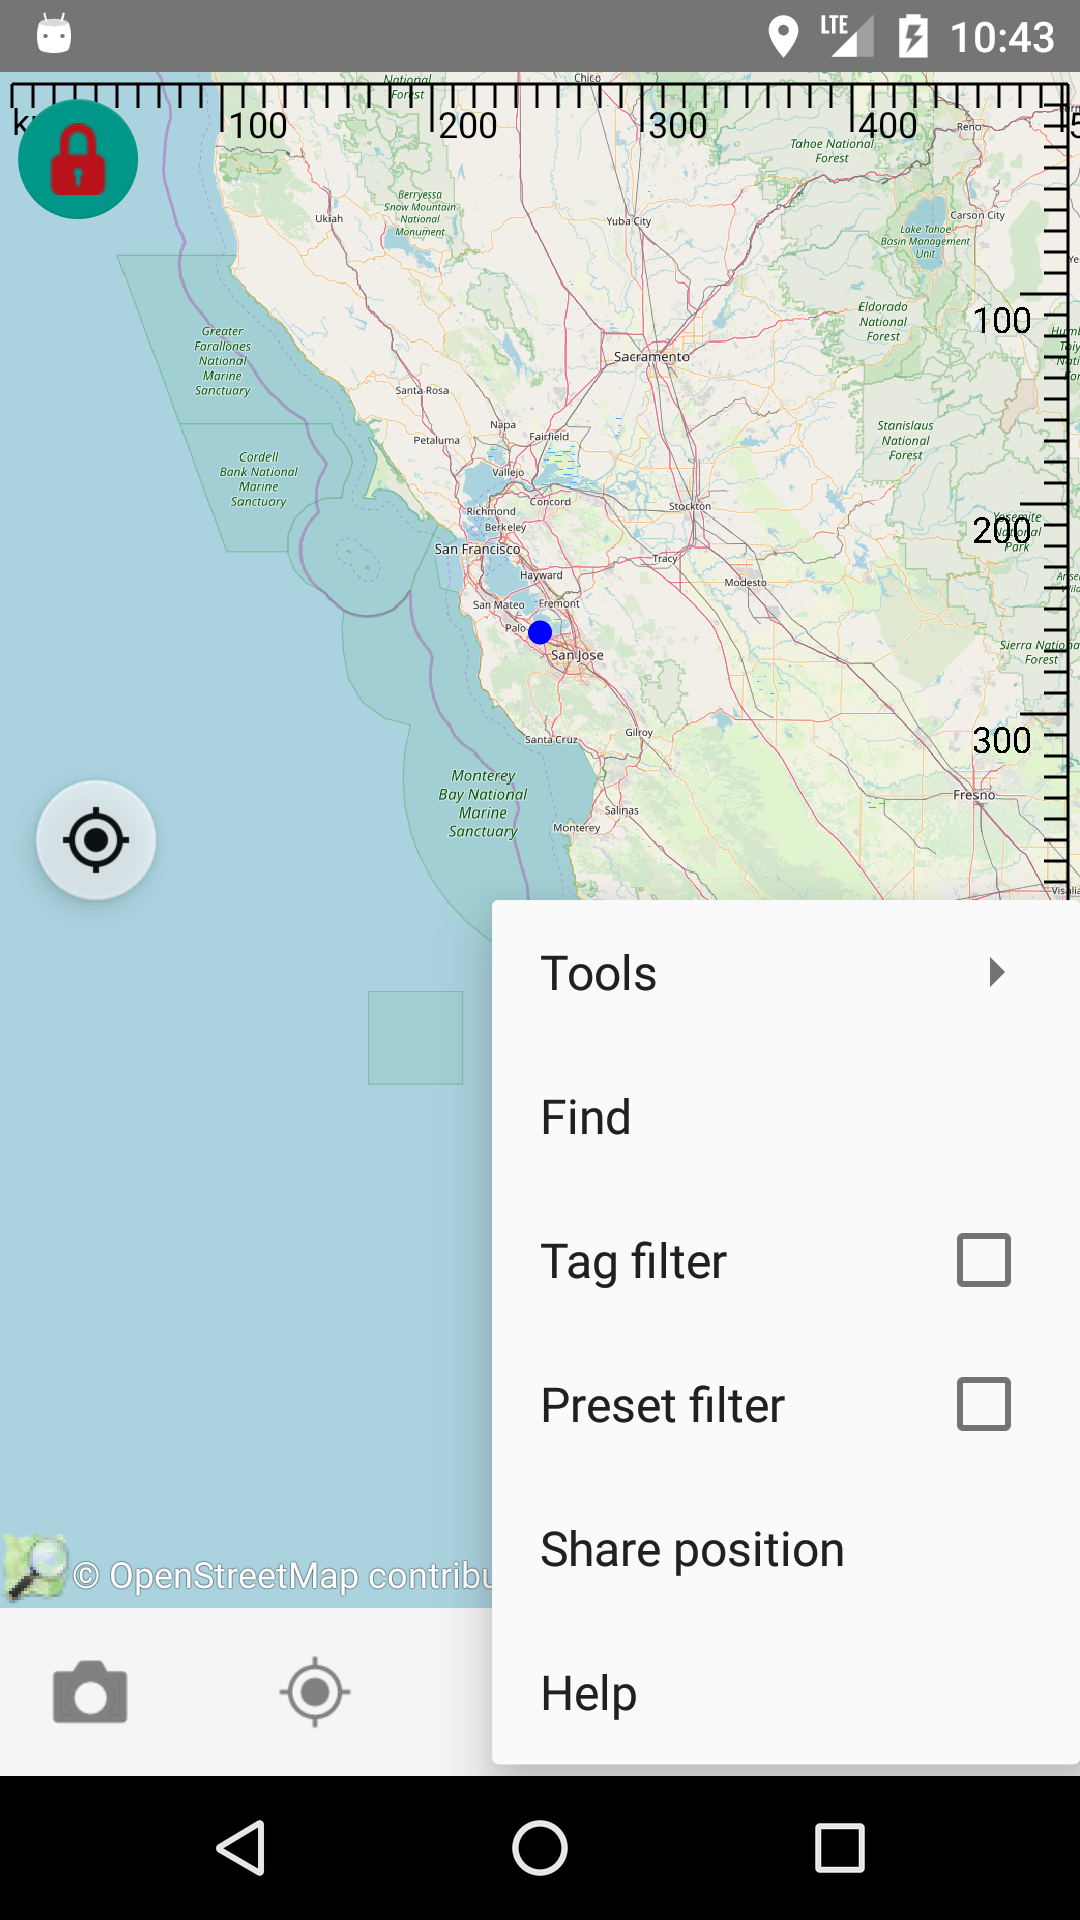 LTE 10:43
National
Forest
Chico
100
200
300
400
Reno
Tahoe National
Forest
Ukiah
Berryessa
Snow Mountain
National
Monument
Yuba City
Carson City
Lake Tahoe
Basin Management
Unit
Greater
Farallones
National
Marine
Sanctuary
Eldorado
National
Forest
100
Sacramento
Santa Rosa
Napa
Petaluma
Fairfield
Stanislaus
National
Forest
Cordell
Bank National
Marine
Sanctuary
Vallejo
Richmond
Concord
Berkeley
Stockton
Yosemite
National
Park
200
San Francisco
Tracy
Hayward
Modesto
San Mateo
Fremont
Palo
San Jose
Sierra Nationa
Forest
Santa Cruz
Gilroy
300
Monterey
Bay National
Marine
Sanctuary
Fresno
Salinas
Monterey
Visalia
Tools
Find
Tag filter
Preset filter
Share position
© OpenStreetMap contribu
Help